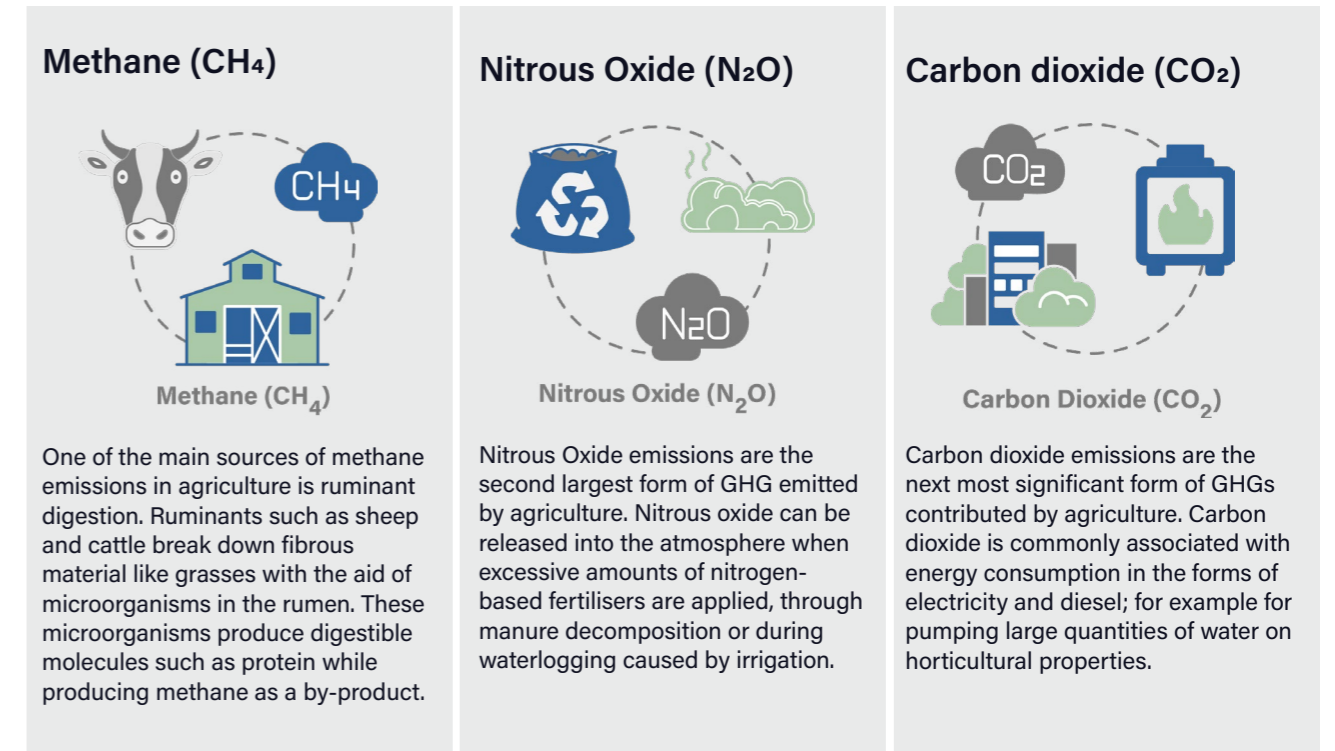 Methane (CH₄)
CH4
Methane (CH₄)
One of the main sources of methane
emissions in agriculture is ruminant
digestion. Ruminants such as sheep
and cattle break down fibrous
material like grasses with the aid of
microorganisms in the rumen. These
microorganisms produce digestible
molecules such as protein while
producing methane as a by-product.
Nitrous Oxide (N₂O)
N2O
Nitrous Oxide (N₂O)
Nitrous Oxide emissions are the
second largest form of GHG emitted
by agriculture. Nitrous oxide can be
released into the atmosphere when
excessive amounts of nitrogen-
based fertilisers are applied, through
manure decomposition or during
waterlogging caused by irrigation.
Carbon dioxide (CO₂)
CO2
Carbon Dioxide (CO₂)
Carbon dioxide emissions are the
next most significant form of GHGs
contributed by agriculture. Carbon
dioxide is commonly associated with
energy consumption in the forms of
electricity and diesel; for example for
pumping large quantities of water on
horticultural properties.